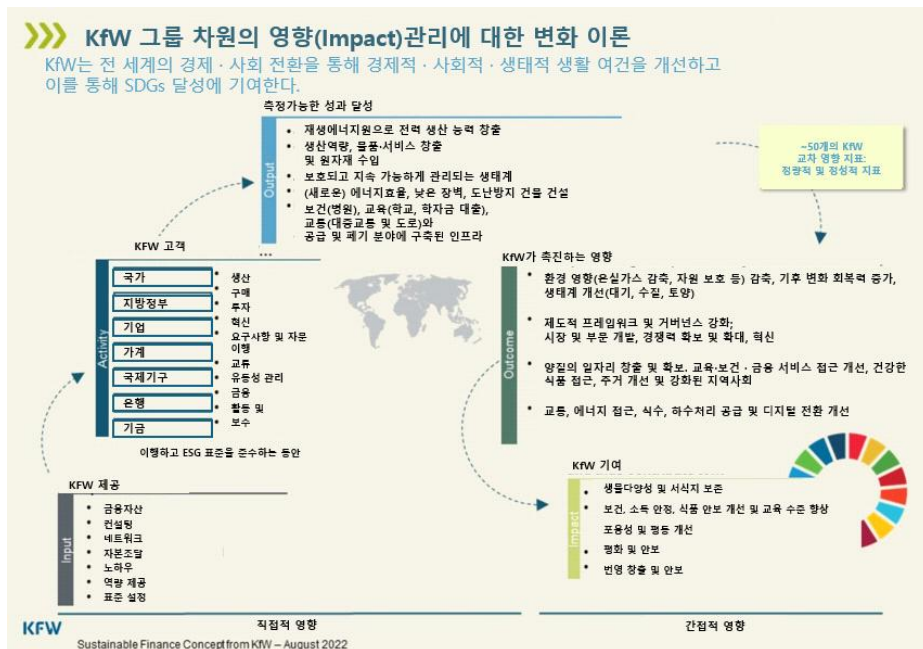 KfW 그룹 차원의 영향(Impact)관리에 대한 변화 이론
KfW는 전 세계의 경제·사회 전환을 통해 경제적·사회적·생태적 생활 여건을 개선하고
이를 통해 SDGs 달성에 기여한다.
측정가능한 성과 달성
Output
• 재생에너지원으로 전력 생산 능력 창출
• 생산역량, 물품·서비스 창출
및 원자재 수입
• 보호되고 지속 가능하게 관리되는 생태계
• (새로운) 에너지효율, 낮은 장벽, 도난방지 건물 건설
• 보건(병원), 교육(학교, 학자금 대출),
교통(대중교통 및 도로)와
공급 및 폐기 분야에 구축된 인프라
...
~50개의 KfW
교차 영향 지표:
정량적 및 정성적 지표
KFW 고객
Activity
국가
지방정부
기업
가계
국제기구
은행
기금
• 생산
• 구매
• 투자
• 혁신
• 요구사항 및 자문
이행
• 교류
• 유동성 관리
• 금융
• 활동 및
• 보수
이행하고 ESG 표준을 준수하는 동안
KfW가 촉진하는 영향
Outcome
• 환경 영향(온실가스 감축, 자원 보호 등) 감축, 기후 변화 회복력 증가,
생태계 개선(대기, 수질, 토양)
• 제도적 프레임워크 및 거버넌스 강화;
시장 및 부문 개발, 경쟁력 확보 및 확대, 혁신
• 양질의 일자리 창출 및 확보, 교육·보건·금융 서비스 접근 개선, 건강한
식품 접근, 주거 개선 및 강화된 지역사회
• 교통, 에너지 접근, 식수, 하수처리 공급 및 디지털 전환 개선
KFW 제공
Input
• 금융자산
• 컨설팅
• 네트워크
• 자본조달
• 노하우
• 역량 제공
• 표준 설정
KfW 기여
Impact
• 생물다양성 및 서식지 보존
• 보건, 소득 안정, 식품 안보 개선 및 교육 수준 향상
포용성 및 평등 개선
• 평화 및 안보
• 번영 창출 및 안보
직접적 영향
간접적 영향
KFW
Sustainable Finance Concept from KfW – August 2022